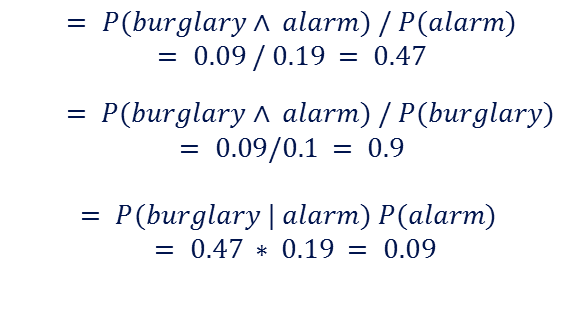 = P(burglary ∧ alarm) / P(alarm)
= 0.09 / 0.19 = 0.47
= P(burglary ∧ alarm) / P(burglary)
= 0.09/0.1 = 0.9
= P(burglary | alarm) P(alarm)
= 0.47 ∗ 0.19 = 0.09